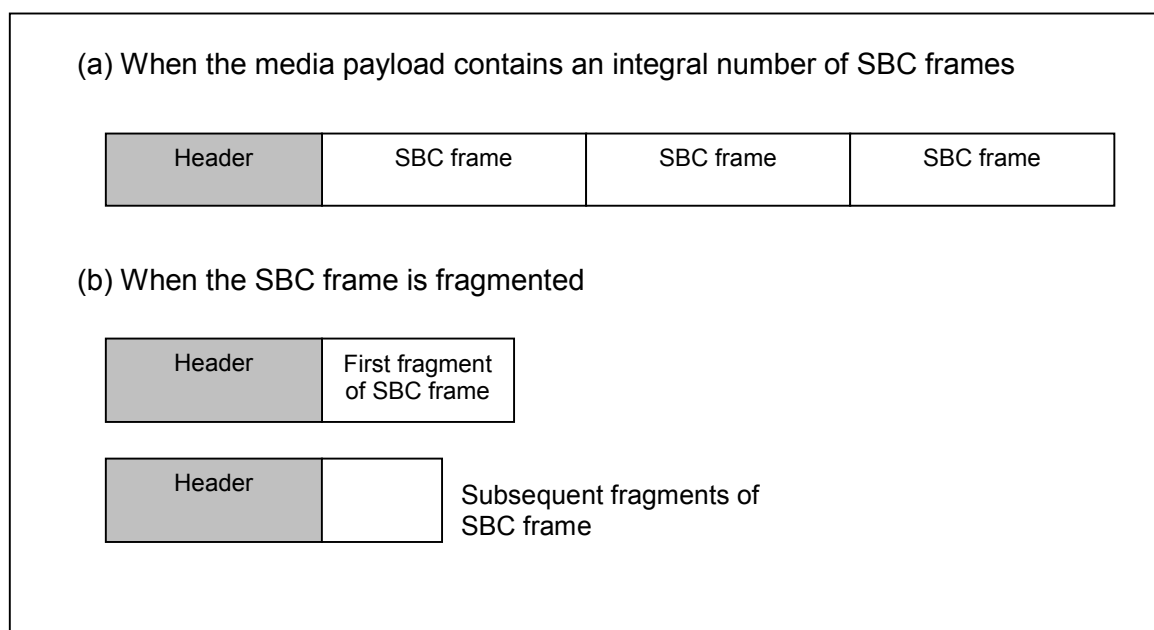 (a) When the media payload contains an integral number of SBC frames
Header SBC frame SBC frame SBC frame
(b) When the SBC frame is fragmented
Header First fragment
of SBC frame
Header
Subsequent fragments of
SBC frame